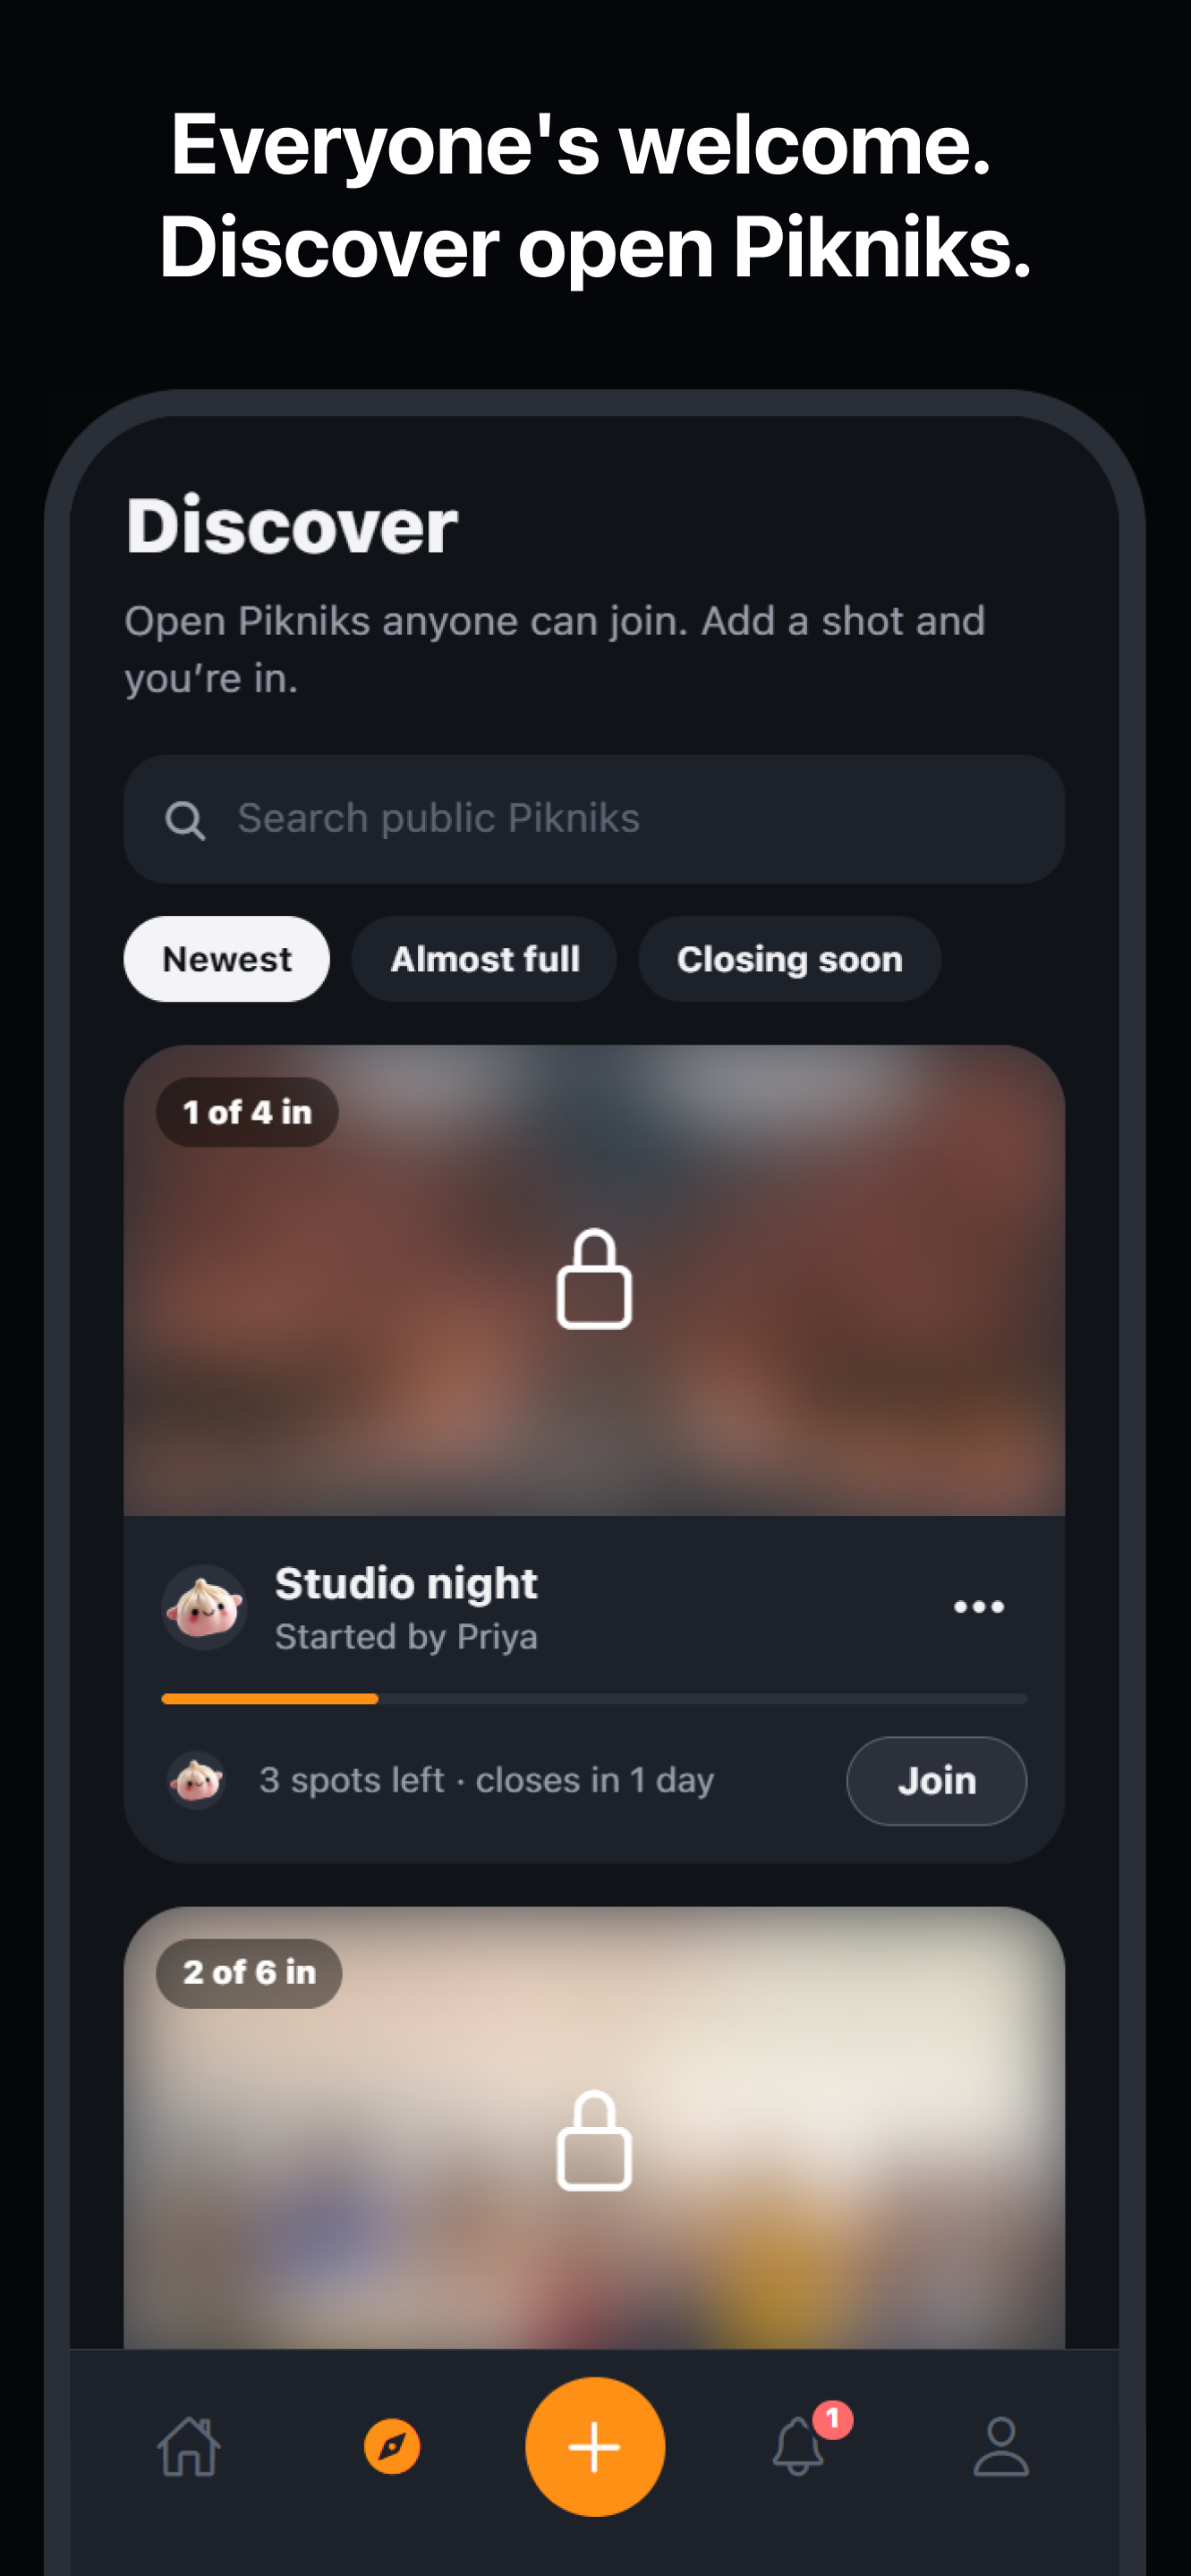 Everyone's welcome.
Discover open Pikniks.
Discover
Open Pikniks anyone can join. Add a shot and
you’re in.
Search public Pikniks
Newest
Almost full
Closing soon
1 of 4 in
Studio night
Started by Priya
3 spots left · closes in 1 day
Join
2 of 6 in
1